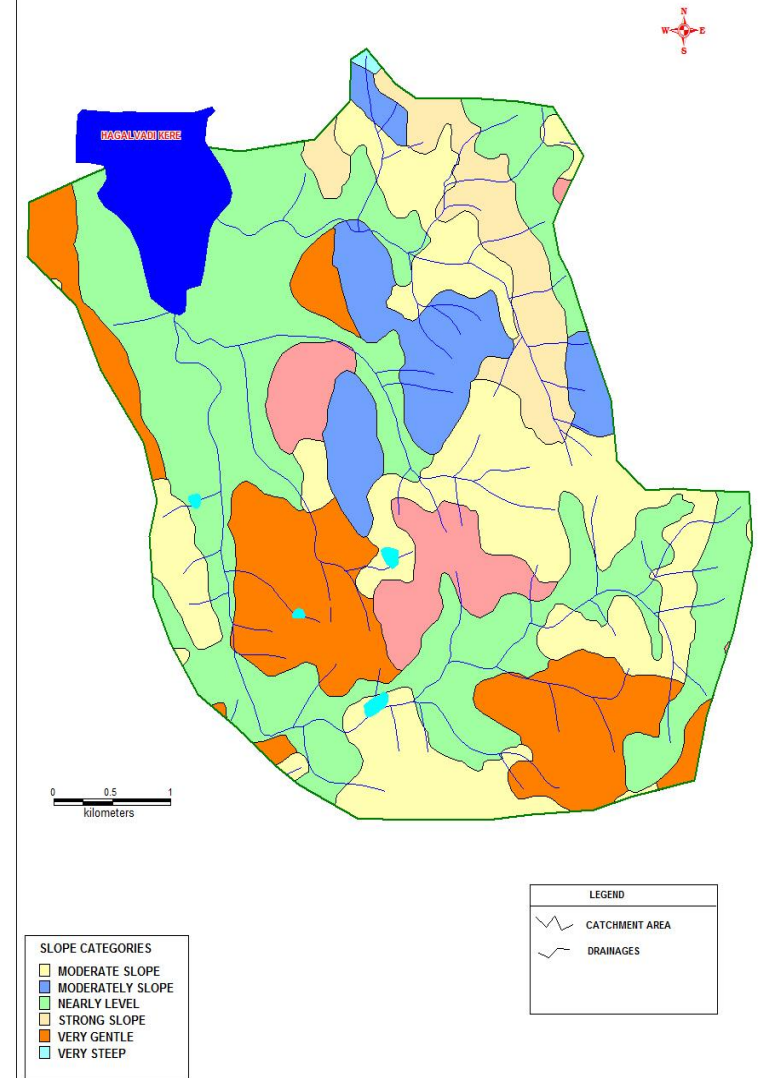 N
W E
S
HAGALVADI KERE
0 0.5 1
kilometers
LEGEND
CATCHMENT AREA
DRAINAGES
SLOPE CATEGORIES
MODERATE SLOPE
MODERATELY SLOPE
NEARLY LEVEL
STRONG SLOPE
VERY GENTLE
VERY STEEP